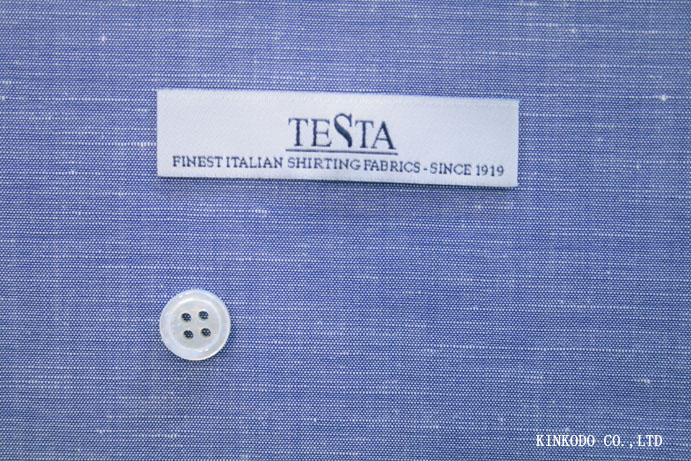 TESTA
FINEST ITALIAN SHIRTING FABRICS - SINCE 1919
KINKODO CO.,LTD